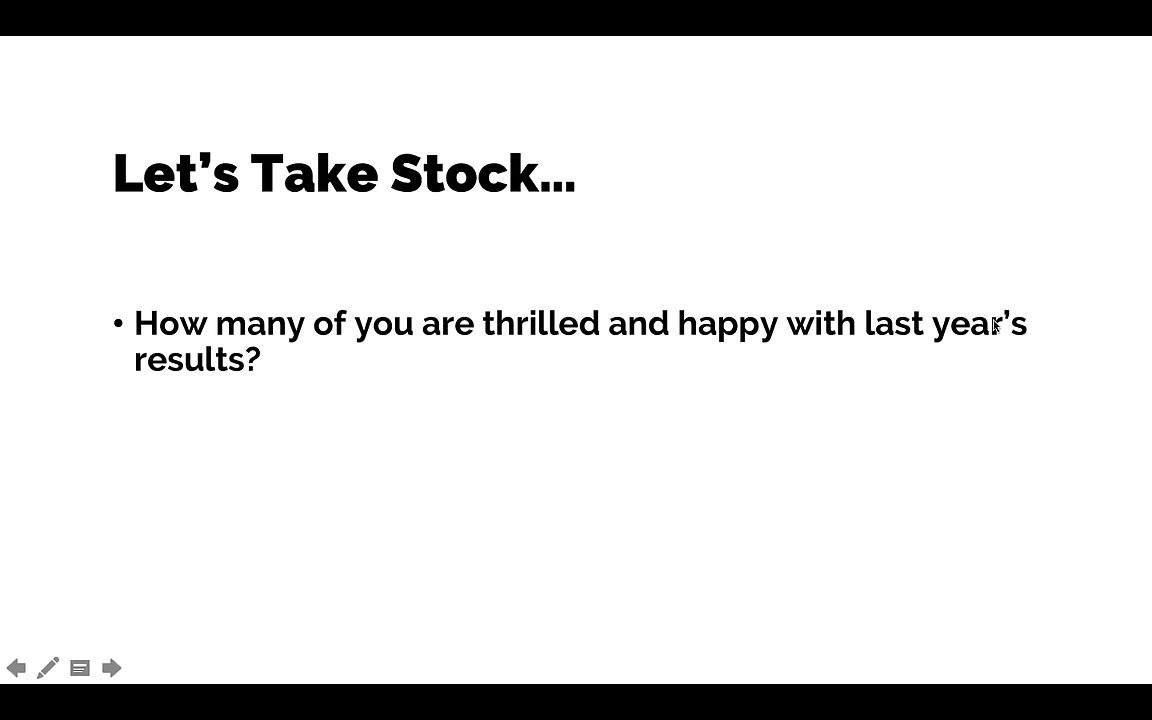 Let’s Take Stock...
• How many of you are thrilled and happy with last year’s
results?